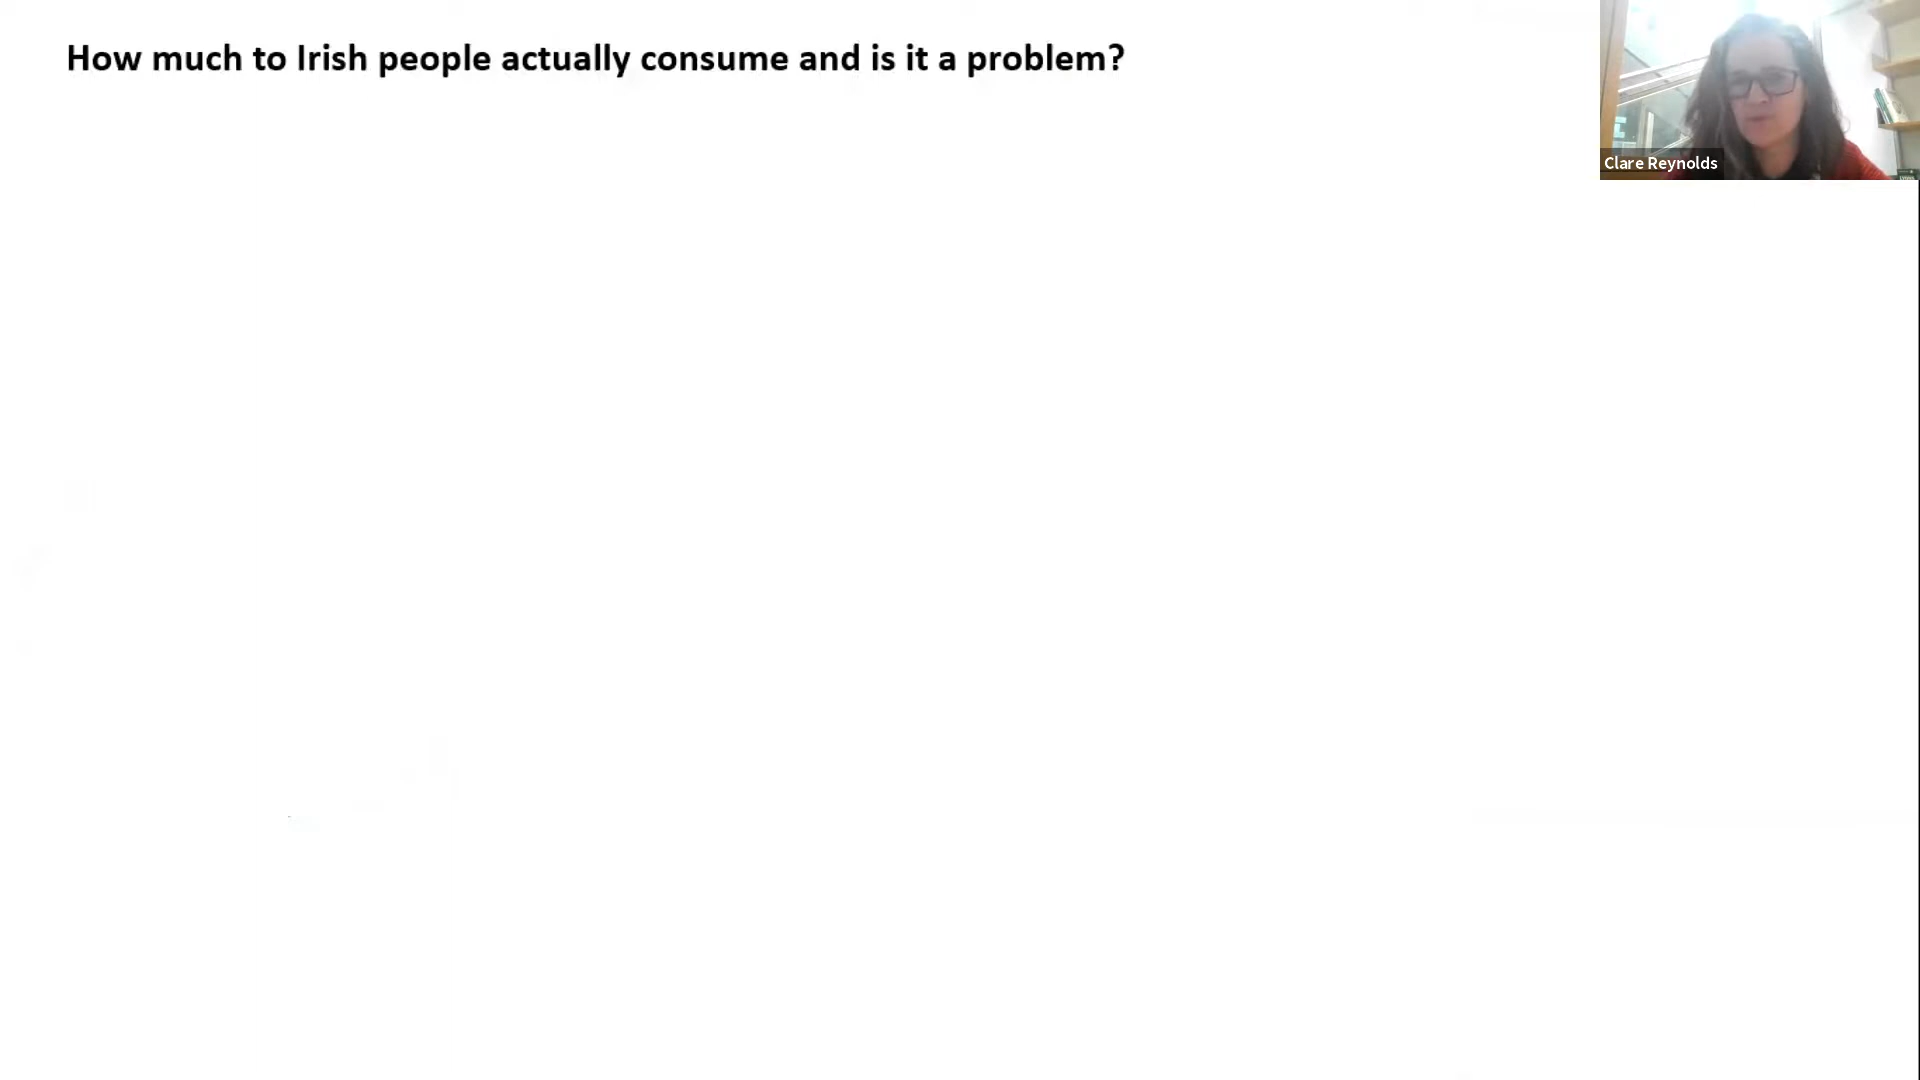 How much to Irish people actually consume and is it a problem?
Clare Reynolds